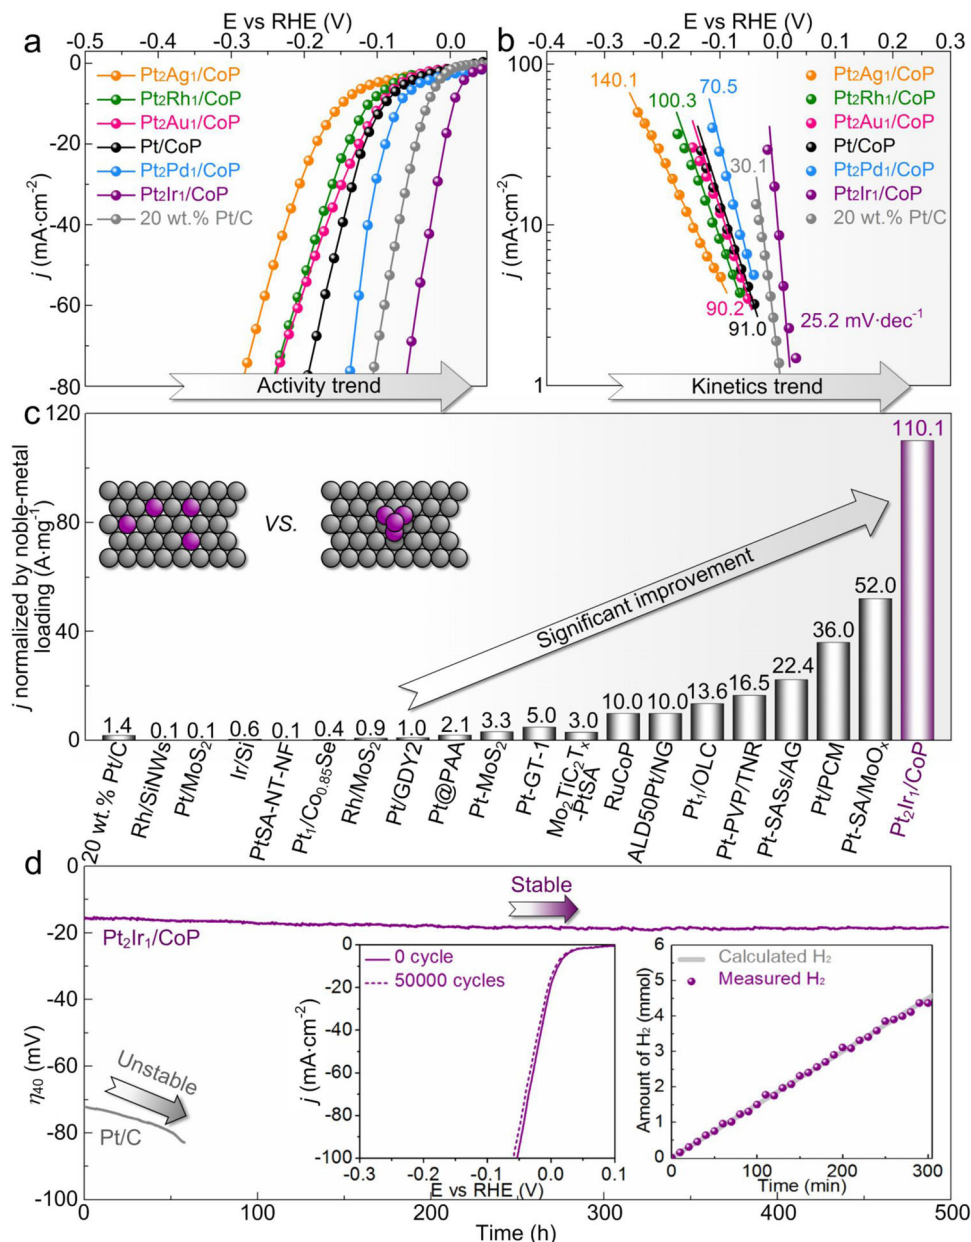 a
E vs RHE (V)
-0.5 -0.4 -0.3 -0.2 -0.1 0.0
0
-20
-40
-60
-80
j (mA·cm⁻²)
Pt₂Ag₁/CoP
Pt₂Rh₁/CoP
Pt₂Au₁/CoP
Pt/CoP
Pt₂Pd₁/CoP
Pt₂Ir₁/CoP
20 wt.% Pt/C
Activity trend
b
E vs RHE (V)
-0.4 -0.3 -0.2 -0.1 0.0 0.1 0.2 0.3
100
10
1
j (mA·cm⁻²)
140.1
100.3
70.5
30.1
90.2
91.0
25.2 mV·dec⁻¹
Pt₂Ag₁/CoP
Pt₂Rh₁/CoP
Pt₂Au₁/CoP
Pt/CoP
Pt₂Pd₁/CoP
Pt₂Ir₁/CoP
20 wt.% Pt/C
Kinetics trend
c
120
80
40
0
j normalized by noble-metal
loading (A·mg⁻¹)
VS.
Significant improvement
1.4 0.1 0.1 0.6 0.1 0.4 0.9 1.0 2.1 3.3 5.0 3.0 10.0 10.0 13.6 16.5 22.4 36.0 52.0 110.1
20 wt.% Pt/C
Rh/SiNWs
Pt/MoS₂
Ir/Si
PtSA-NT-NF
Pt₁/Co₀.₈₅Se
Rh/MoS₂
Pt/GDY2
Pt@PAA
Pt-MoS₂
Pt-GT-1
Mo₂TiC₂Tₓ
-PtSA
RuCoP
ALD50Pt/NG
Pt₁/OLC
Pt-PVP/TNR
Pt-SASs/AG
Pt/PCM
Pt-SA/MoOₓ
Pt₂Ir₁/CoP
d
0
-20
-40
-60
-80
-100
η₄₀ (mV)
Stable
Pt₂Ir₁/CoP
Unstable
Pt/C
0 100 200 300 400 500
Time (h)
0
-20
-40
-60
-80
-100
j (mA·cm⁻²)
0 cycle
50000 cycles
-0.3 -0.2 -0.1 0.0 0.1
E vs RHE (V)
6
5
4
3
2
1
0
Amount of H₂ (mmol)
Calculated H₂
Measured H₂
0 100 200 300
Time (min)